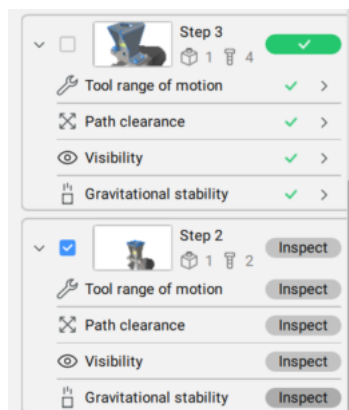 Step 3
1 4
Tool range of motion
Path clearance
Visibility
Gravitational stability
Step 2
Inspect
1 2
Tool range of motion Inspect
Path clearance Inspect
Visibility Inspect
Gravitational stability Inspect